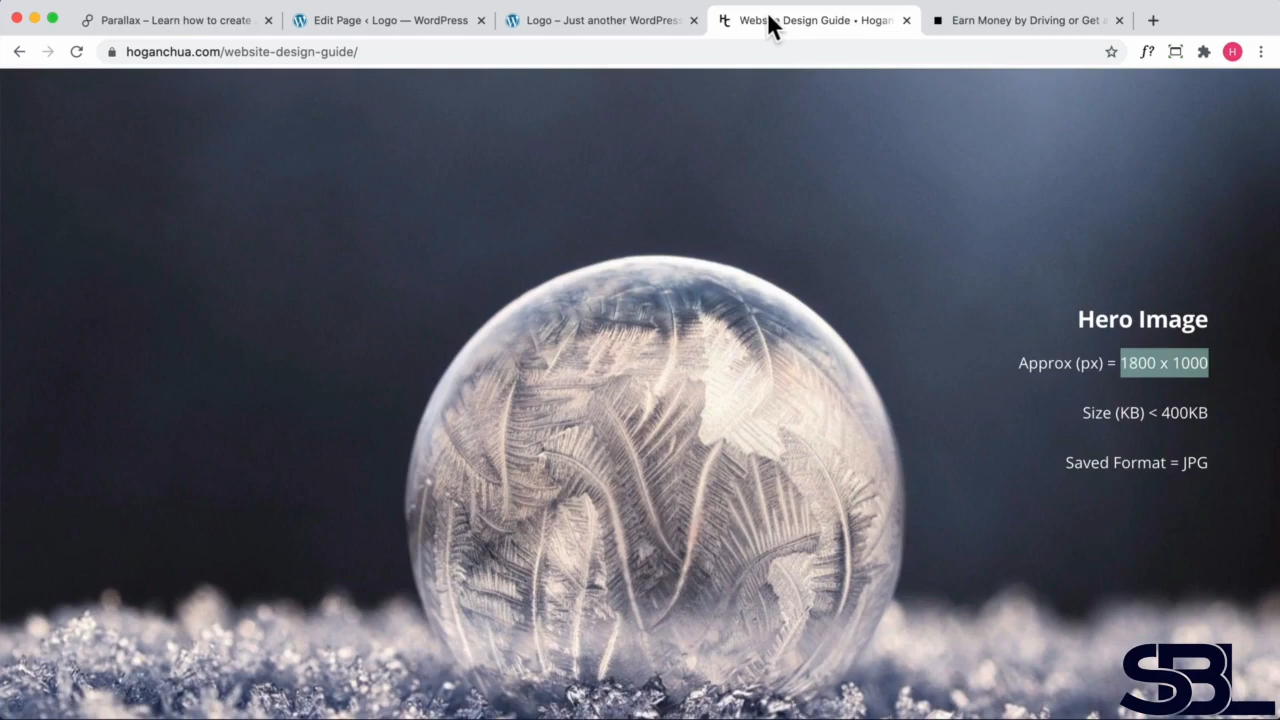 Parallax – Learn how to create
Edit Page ‹ Logo — WordPress
Logo – Just another WordPress
Website Design Guide • Hogan
Earn Money by Driving or Get a
hoganchua.com/website-design-guide/
f?
H
Hero Image
Approx (px) = 1800 x 1000
Size (KB) < 400KB
Saved Format = JPG
SBL